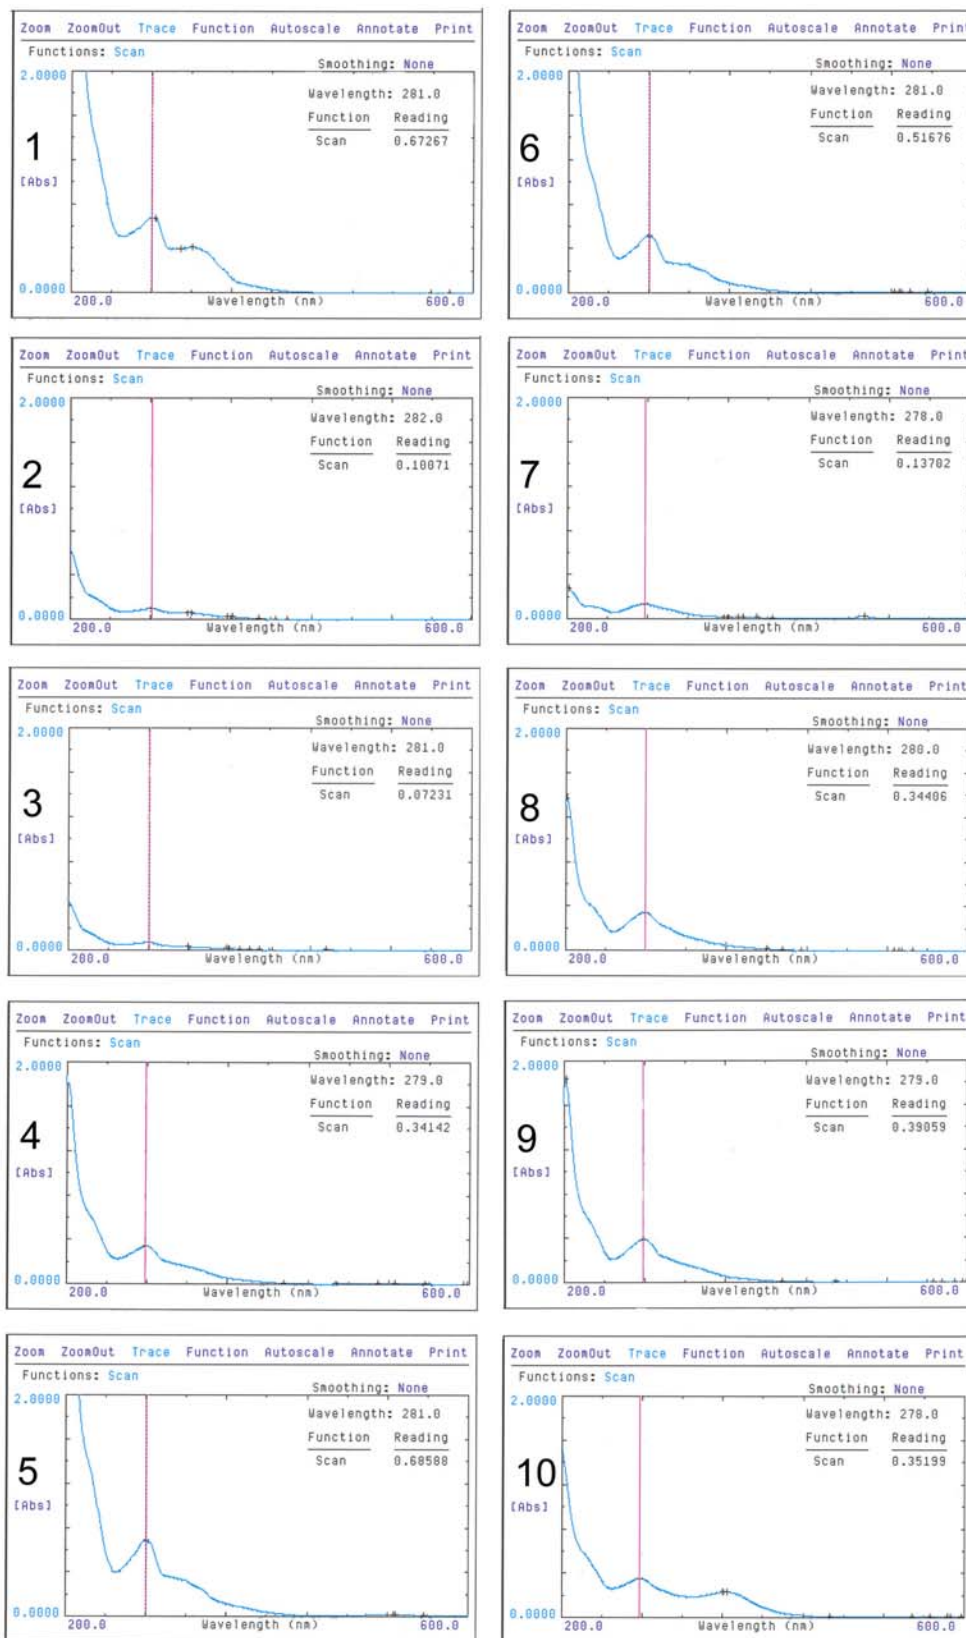 Zoom ZoomOut Trace Function Autoscale Annotate Print
Functions: Scan
Smoothing: None
2.0000
Wavelength: 281.0
Function Reading
Scan 0.67267
1
[Abs]
0.0000
200.0 Wavelength (nm) 600.0
Zoom ZoomOut Trace Function Autoscale Annotate Print
Functions: Scan
Smoothing: None
2.0000
Wavelength: 282.0
Function Reading
Scan 0.10071
2
[Abs]
0.0000
200.0 Wavelength (nm) 600.0
Zoom ZoomOut Trace Function Autoscale Annotate Print
Functions: Scan
Smoothing: None
2.0000
Wavelength: 281.0
Function Reading
Scan 0.07231
3
[Abs]
0.0000
200.0 Wavelength (nm) 600.0
Zoom ZoomOut Trace Function Autoscale Annotate Print
Functions: Scan
Smoothing: None
2.0000
Wavelength: 279.0
Function Reading
Scan 0.34142
4
[Abs]
0.0000
200.0 Wavelength (nm) 600.0
Zoom ZoomOut Trace Function Autoscale Annotate Print
Functions: Scan
Smoothing: None
2.0000
Wavelength: 281.0
Function Reading
Scan 0.68588
5
[Abs]
0.0000
200.0 Wavelength (nm) 600.0
Zoom ZoomOut Trace Function Autoscale Annotate Print
Functions: Scan
Smoothing: None
2.0000
Wavelength: 281.0
Function Reading
Scan 0.51676
6
[Abs]
0.0000
200.0 Wavelength (nm) 600.0
Zoom ZoomOut Trace Function Autoscale Annotate Print
Functions: Scan
Smoothing: None
2.0000
Wavelength: 278.0
Function Reading
Scan 0.13702
7
[Abs]
0.0000
200.0 Wavelength (nm) 600.0
Zoom ZoomOut Trace Function Autoscale Annotate Print
Functions: Scan
Smoothing: None
2.0000
Wavelength: 280.0
Function Reading
Scan 0.34406
8
[Abs]
0.0000
200.0 Wavelength (nm) 600.0
Zoom ZoomOut Trace Function Autoscale Annotate Print
Functions: Scan
Smoothing: None
2.0000
Wavelength: 279.0
Function Reading
Scan 0.39059
9
[Abs]
0.0000
200.0 Wavelength (nm) 600.0
Zoom ZoomOut Trace Function Autoscale Annotate Print
Functions: Scan
Smoothing: None
2.0000
Wavelength: 278.0
Function Reading
Scan 0.35199
10
[Abs]
0.0000
200.0 Wavelength (nm) 600.0